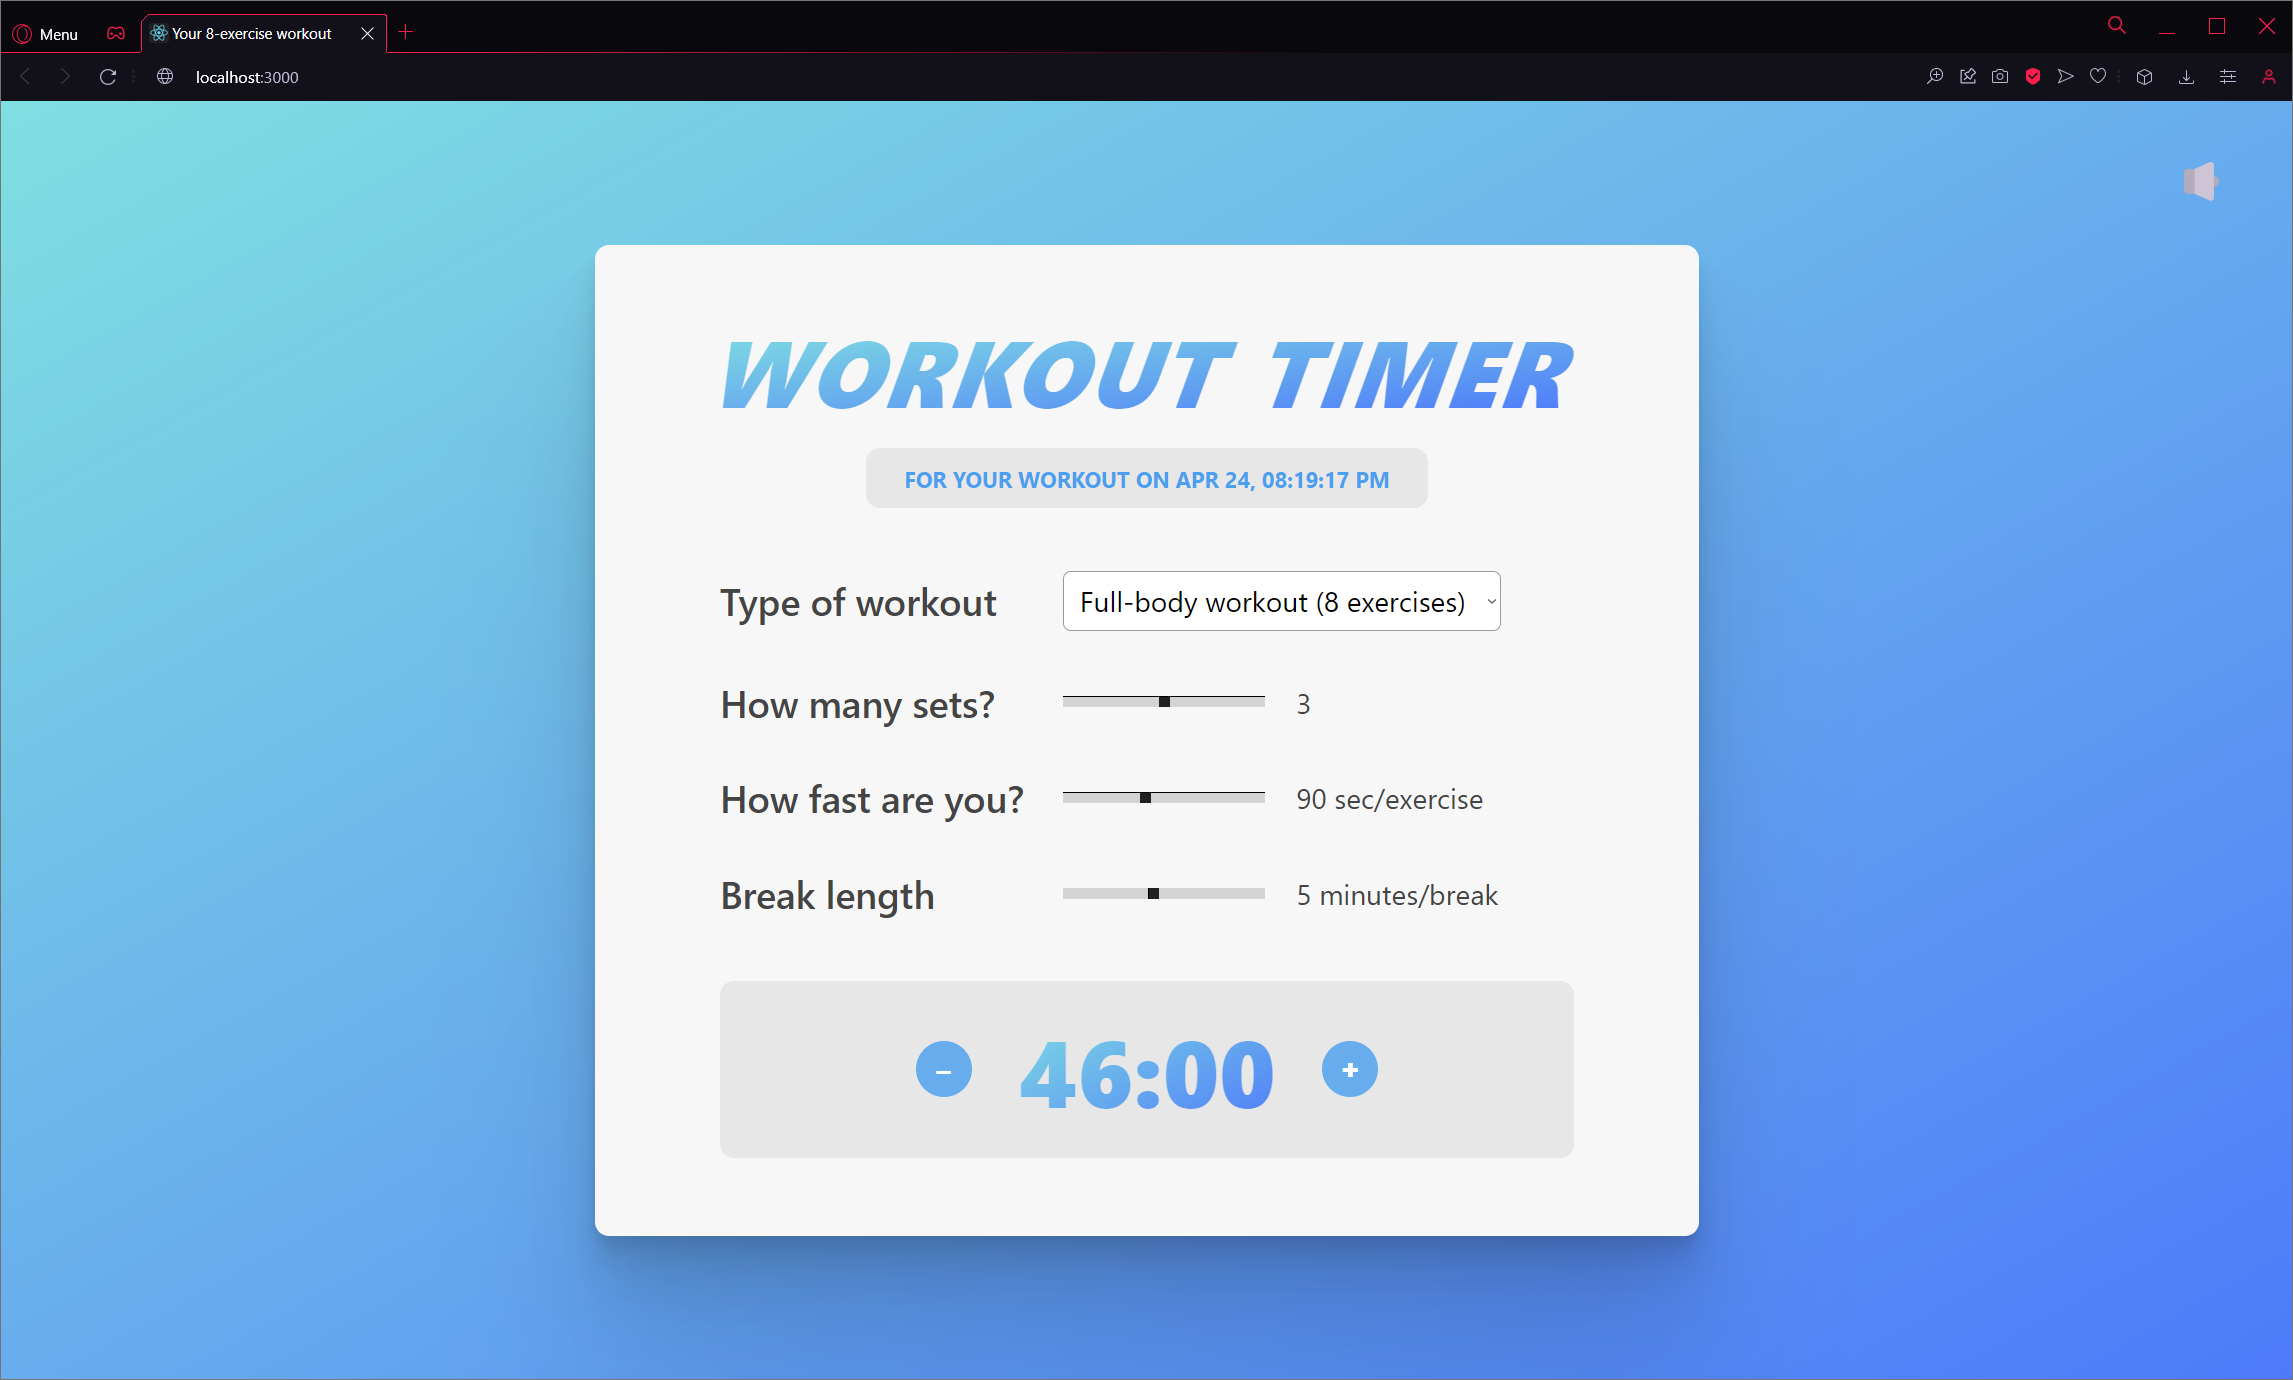 Menu
Your 8-exercise workout
localhost:3000
WORKOUT TIMER
FOR YOUR WORKOUT ON APR 24, 08:19:17 PM
Type of workout
Full-body workout (8 exercises)
How many sets?
3
How fast are you?
90 sec/exercise
Break length
5 minutes/break
– 46:00 +